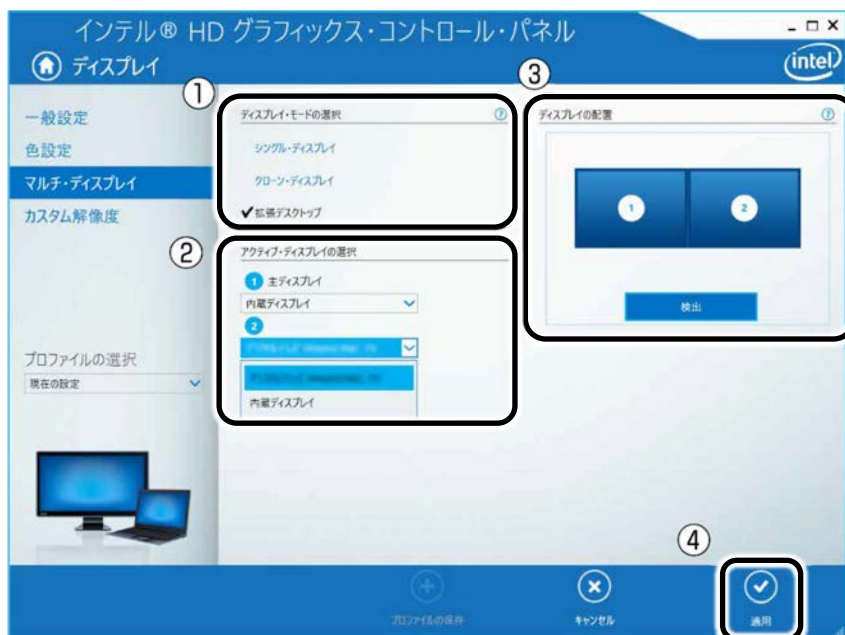 インテル® HD グラフィックス・コントロール・パネル
ディスプレイ
intel
一般設定
色設定
マルチ・ディスプレイ
カスタム解像度
プロファイルの選択
現在の設定
①
ディスプレイ・モードの選択
シングル・ディスプレイ
クローン・ディスプレイ
✔拡張デスクトップ
②
アクティブ・ディスプレイの選択
1 主ディスプレイ
内蔵ディスプレイ
2
内蔵ディスプレイ
③
ディスプレイの配置
1 2
検出
④
プロファイルの保存
キャンセル
適用